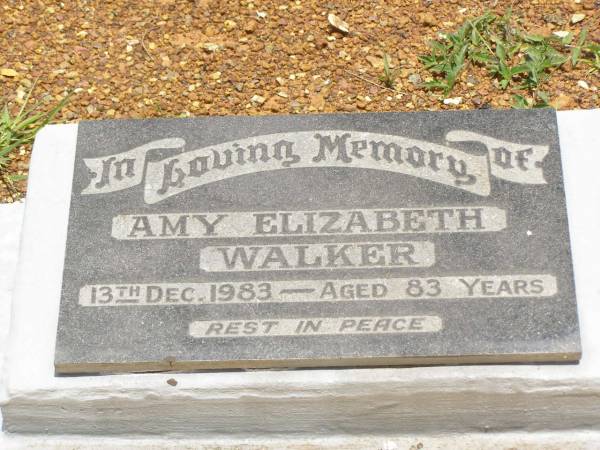 In Loving Memory of
AMY ELIZABETH
WALKER
13TH DEC. 1983 — AGED 83 YEARS
REST IN PEACE